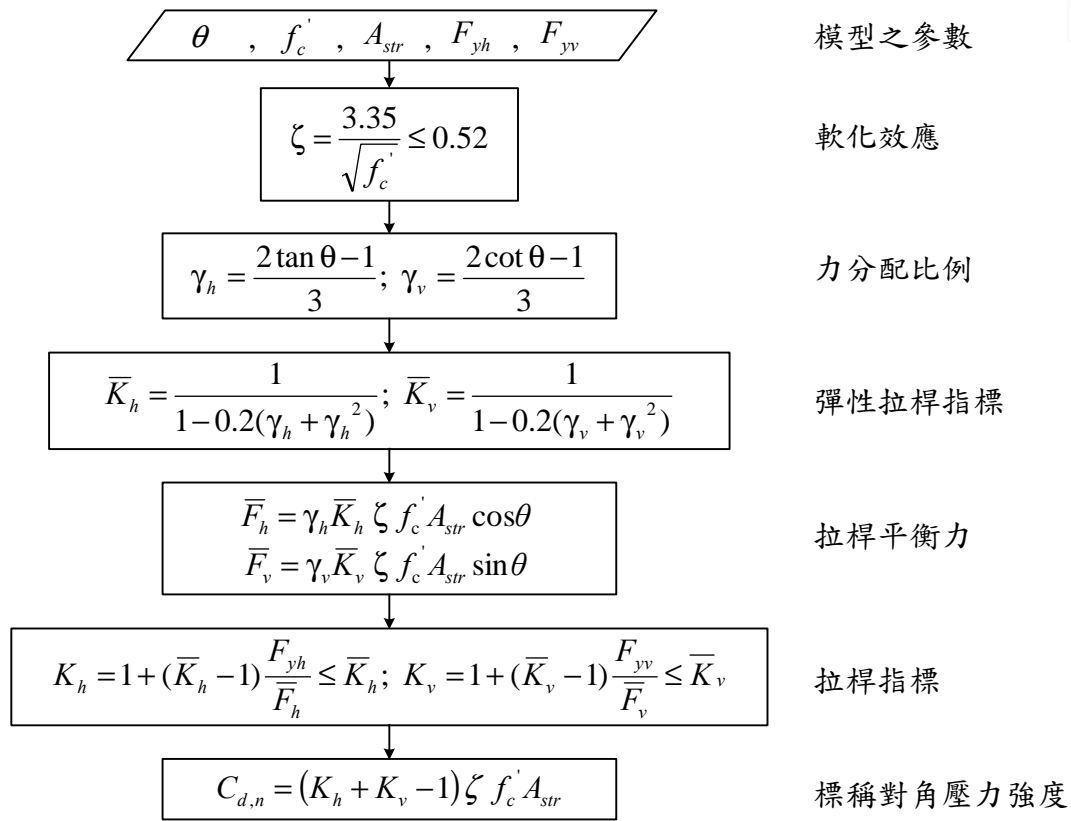 θ , f_c' , A_str , F_yh , F_yv 模型之參數
ζ = 3.35 / √f_c' ≤ 0.52 軟化效應
γ_h = (2 tan θ − 1) / 3; γ_v = (2 cot θ − 1) / 3 力分配比例
K̅_h = 1 / (1 − 0.2(γ_h + γ_h²)); K̅_v = 1 / (1 − 0.2(γ_v + γ_v²)) 彈性拉桿指標
F̅_h = γ_h K̅_h ζ f_c' A_str cosθ
F̅_v = γ_v K̅_v ζ f_c' A_str sinθ 拉桿平衡力
K_h = 1 + (K̅_h − 1) F_yh / F̅_h ≤ K̅_h; K_v = 1 + (K̅_v − 1) F_yv / F̅_v ≤ K̅_v 拉桿指標
C_d,n = (K_h + K_v − 1) ζ f_c' A_str 標稱對角壓力強度